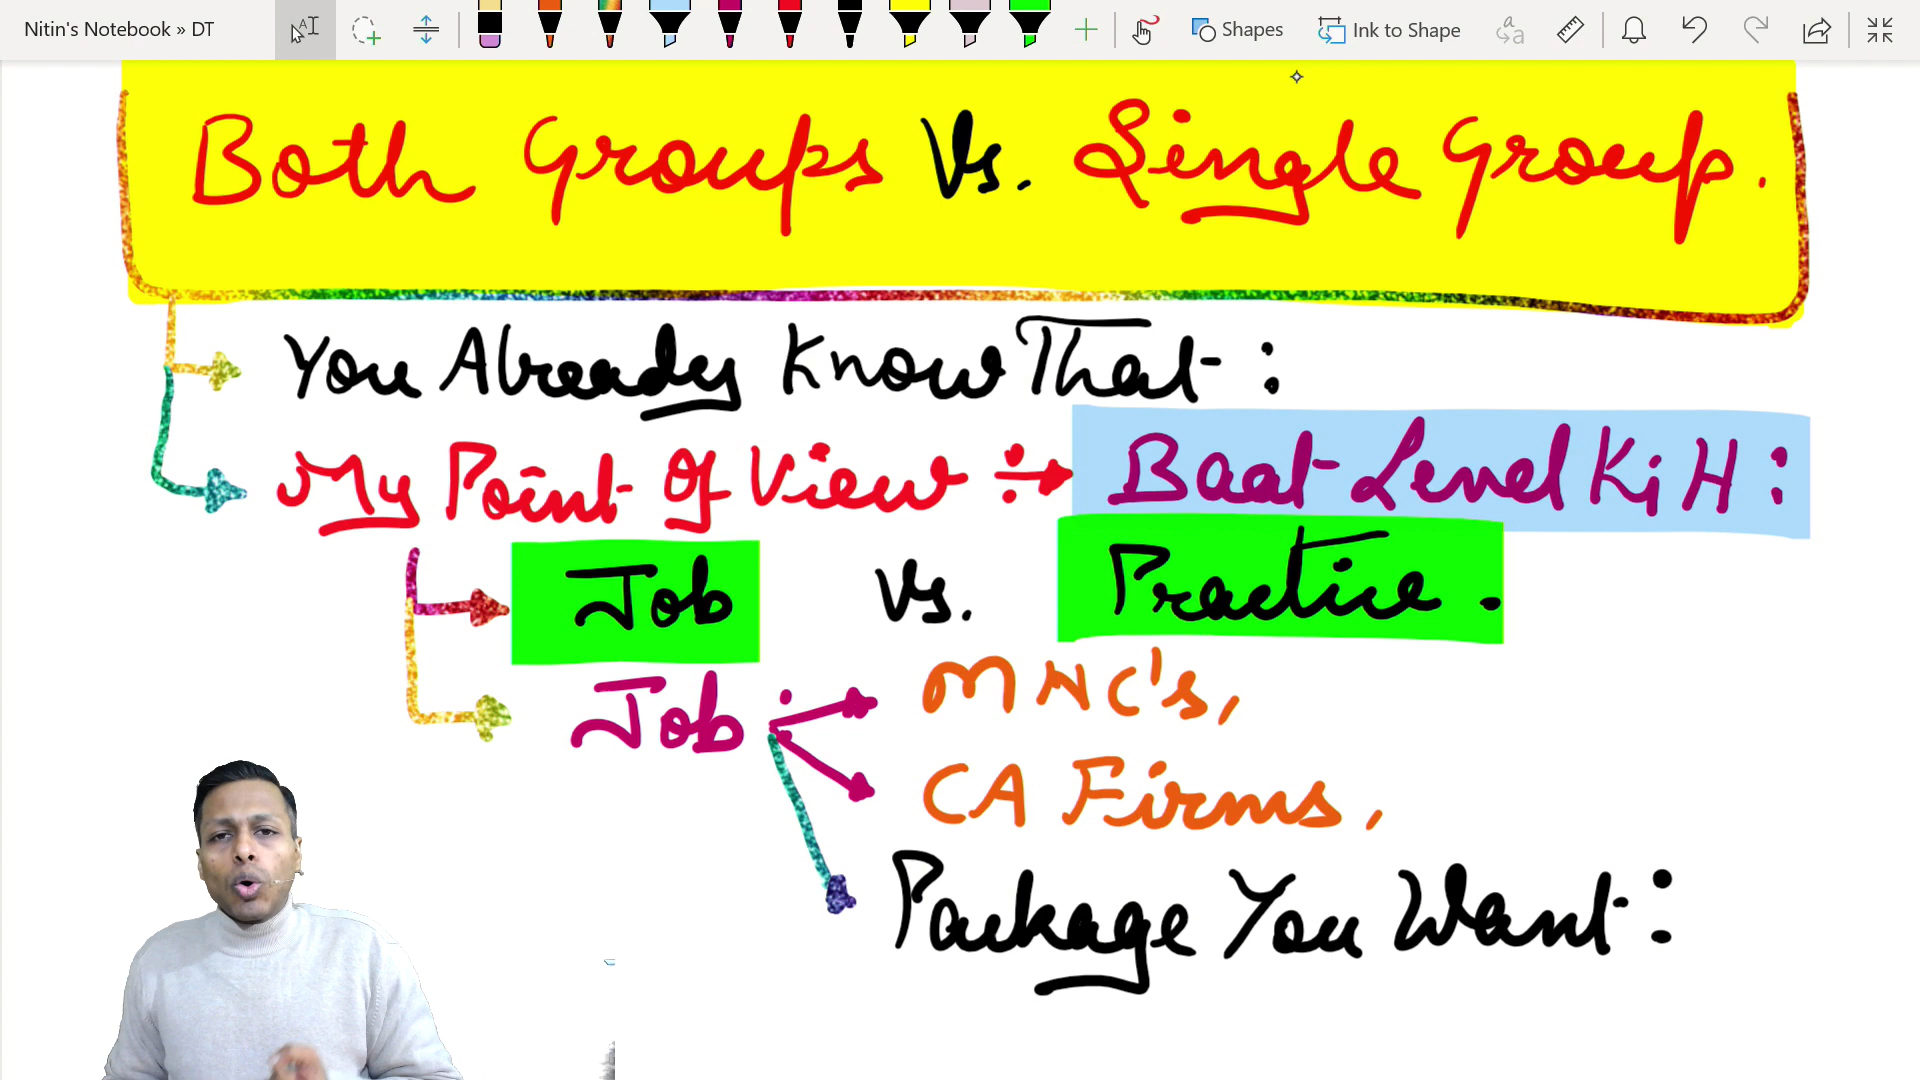 Nitin's Notebook » DT
Shapes
Ink to Shape
Both Groups Vs. Single Group.
You Already Know That :
My Point Of View ÷→ Baat Level Ki H :
Job Vs. Practice.
Job : MNC's,
CA Firms,
Package You Want :